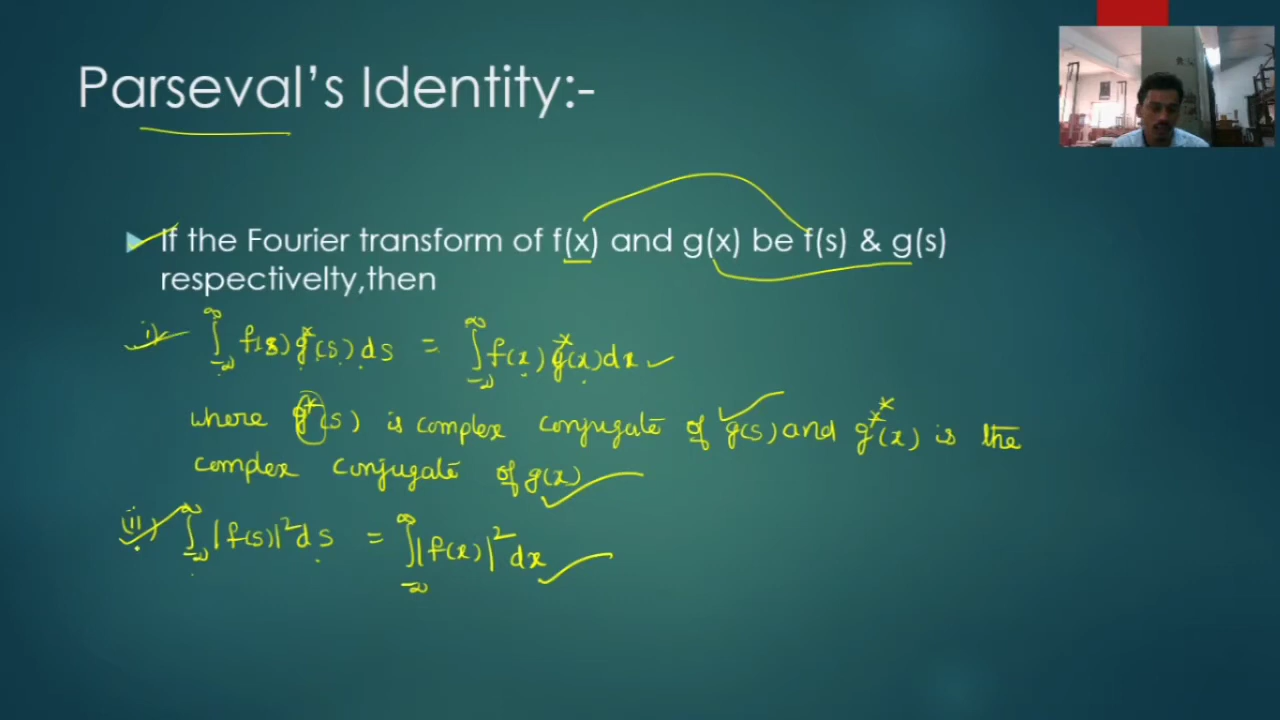 Parseval's Identity:-
If the Fourier transform of f(x) and g(x) be f(s) & g(s)
respectivelty,then
i) ∫_{-∞}^{∞} f(s) g*(s) ds = ∫_{-∞}^{∞} f(x) g*(x) dx
where g*(s) is complex conjugate of g(s) and g*(x) is the
complex conjugate of g(x)
(ii) ∫_{-∞}^{∞} |f(s)|² ds = ∫_{-∞}^{∞} |f(x)|² dx